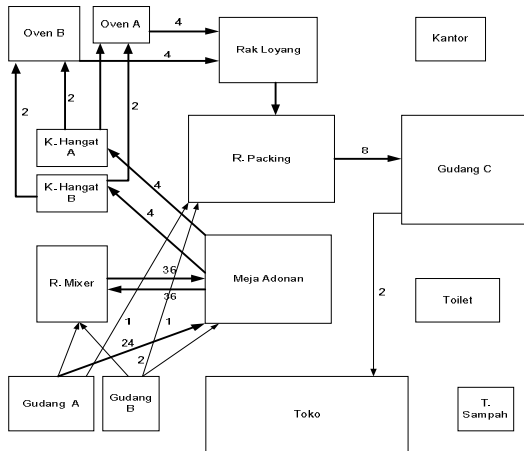 Oven B
Oven A
4
Rak Loyang
Kantor
4
2
2
K. Hangat
A
R. Packing
8
Gudang C
K. Hangat
B
4
4
R. Mixer
36
Meja Adonan
36
2
Toilet
1
1
24
2
Gudang A
Gudang
B
Toko
T.
Sampah